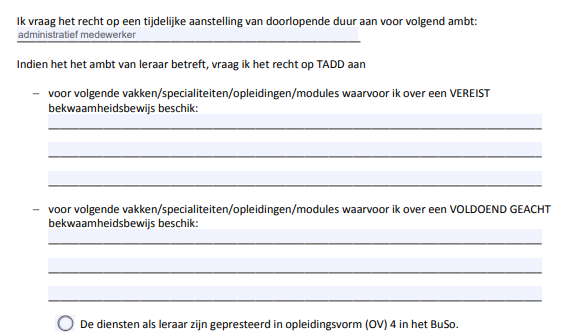 Ik vraag het recht op een tijdelijke aanstelling van doorlopende duur aan voor volgend ambt:
administratief medewerker
Indien het het ambt van leraar betreft, vraag ik het recht op TADD aan
– voor volgende vakken/specialiteiten/opleidingen/modules waarvoor ik over een VEREIST
bekwaamheidsbewijs beschik:
– voor volgende vakken/specialiteiten/opleidingen/modules waarvoor ik over een VOLDOEND GEACHT
bekwaamheidsbewijs beschik:
De diensten als leraar zijn gepresteerd in opleidingsvorm (OV) 4 in het BuSo.